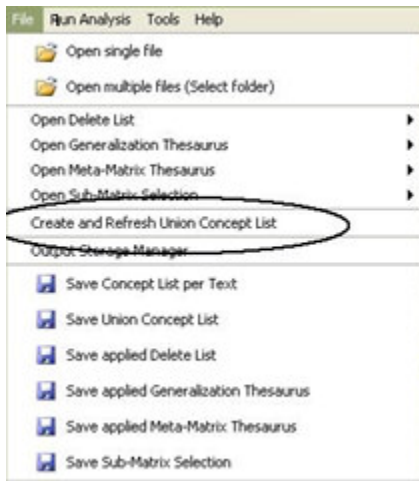 File Run Analysis Tools Help
Open single file
Open multiple files (Select folder)
Open Delete List
Open Generalization Thesaurus
Open Meta-Matrix Thesaurus
Open Sub-Matrix Selection
Create and Refresh Union Concept List
Output Storage Manager
Save Concept List per Text
Save Union Concept List
Save applied Delete List
Save applied Generalization Thesaurus
Save applied Meta-Matrix Thesaurus
Save Sub-Matrix Selection